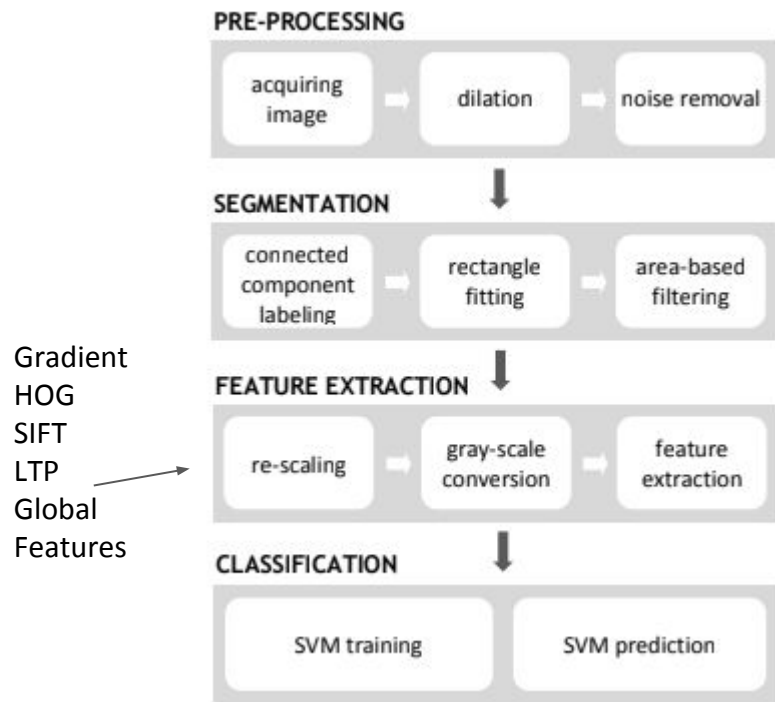 PRE-PROCESSING
acquiring
image
dilation
noise removal
SEGMENTATION
connected
component
labeling
rectangle
fitting
area-based
filtering
Gradient
HOG
SIFT
LTP
Global
Features
FEATURE EXTRACTION
re-scaling
gray-scale
conversion
feature
extraction
CLASSIFICATION
SVM training
SVM prediction